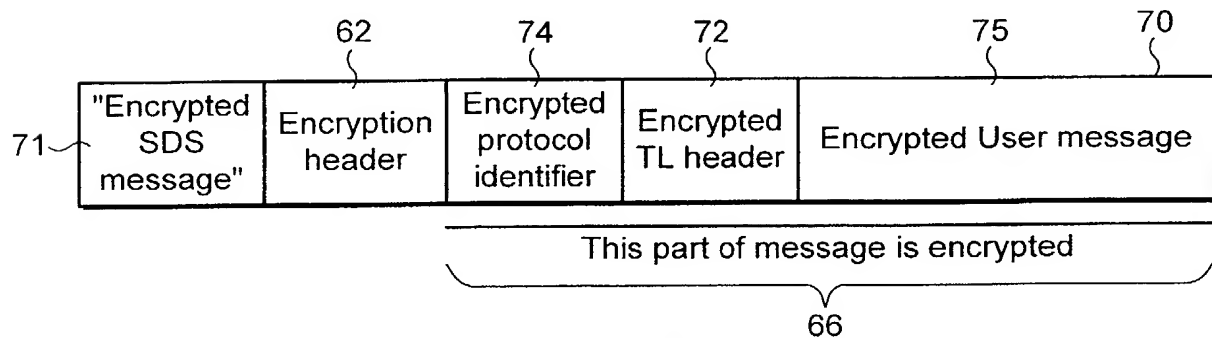 62 74 72 75 70
71
"Encrypted
SDS
message"
Encryption
header
Encrypted
protocol
identifier
Encrypted
TL header
Encrypted User message
This part of message is encrypted
66